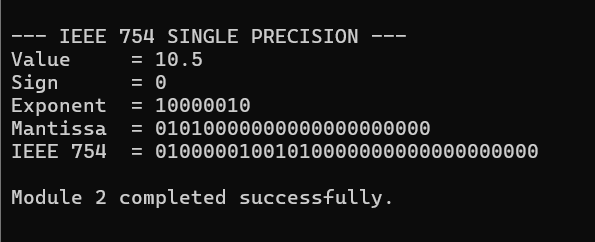 --- IEEE 754 SINGLE PRECISION ---
Value     = 10.5
Sign      = 0
Exponent  = 10000010
Mantissa  = 01010000000000000000000
IEEE 754  = 01000001001010000000000000000000
Module 2 completed successfully.